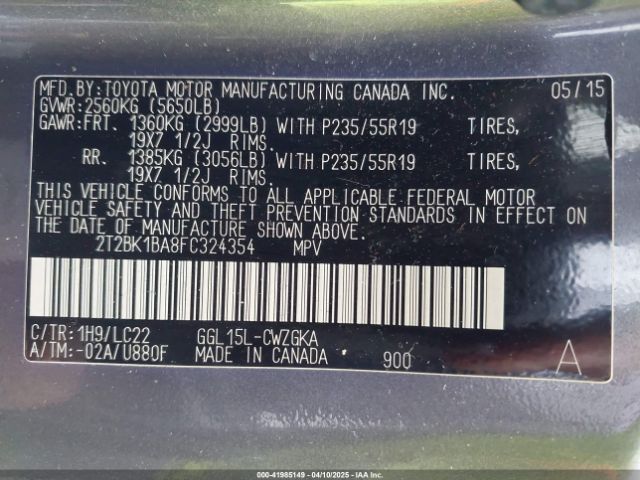 MFD.BY:TOYOTA MOTOR MANUFACTURING CANADA INC. 05/15
GVWR:2560KG (5650LB)
GAWR:FRT. 1360KG (2999LB) WITH P235/55R19 TIRES,
19X7 1/2J RIMS.
RR. 1385KG (3056LB) WITH P235/55R19 TIRES,
19X7 1/2J RIMS.
THIS VEHICLE CONFORMS TO ALL APPLICABLE FEDERAL MOTOR
VEHICLE SAFETY AND THEFT PREVENTION STANDARDS IN EFFECT ON
THE DATE OF MANUFACTURE SHOWN ABOVE.
2T2BK1BA8FC324354 MPV
C/TR:1H9/LC22 GGL15L-CWZGKA
A/TM:-02A/U880F MADE IN CANADA 900 A
000-41985149 - 04/10/2025 - IAAI.COM